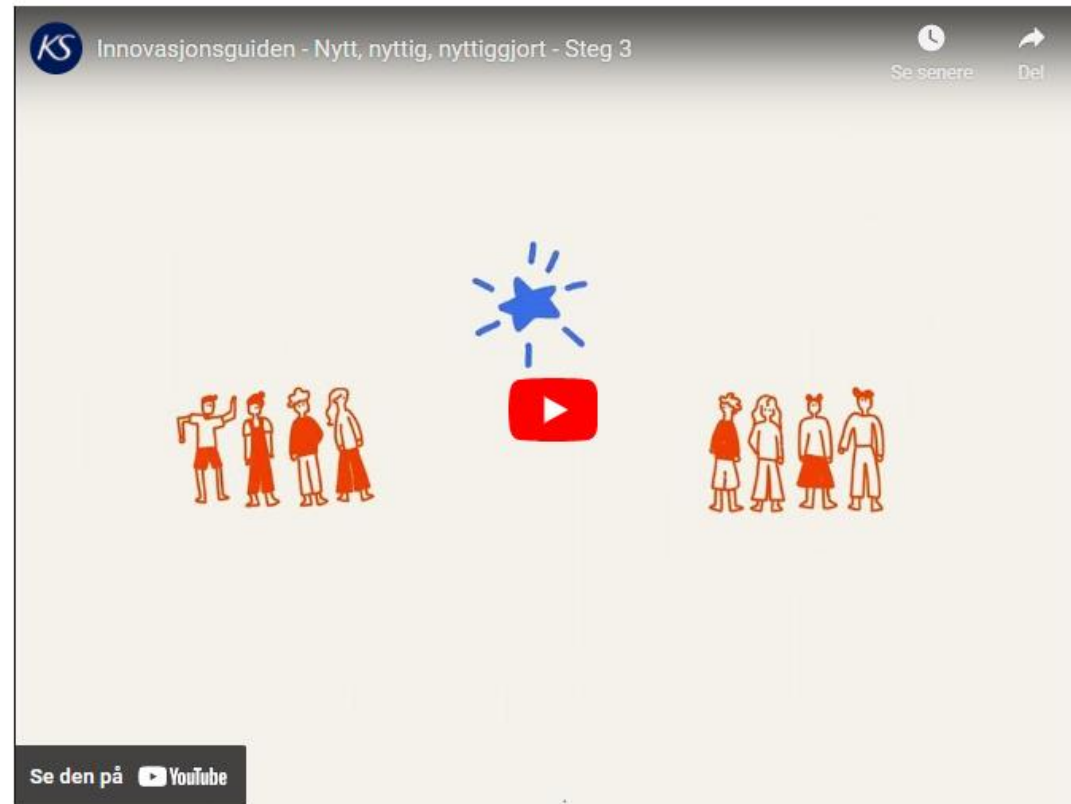 KS Innovasjonsguiden - Nytt, nyttig, nyttiggjort - Steg 3
Se senere
Del
Se den på YouTube